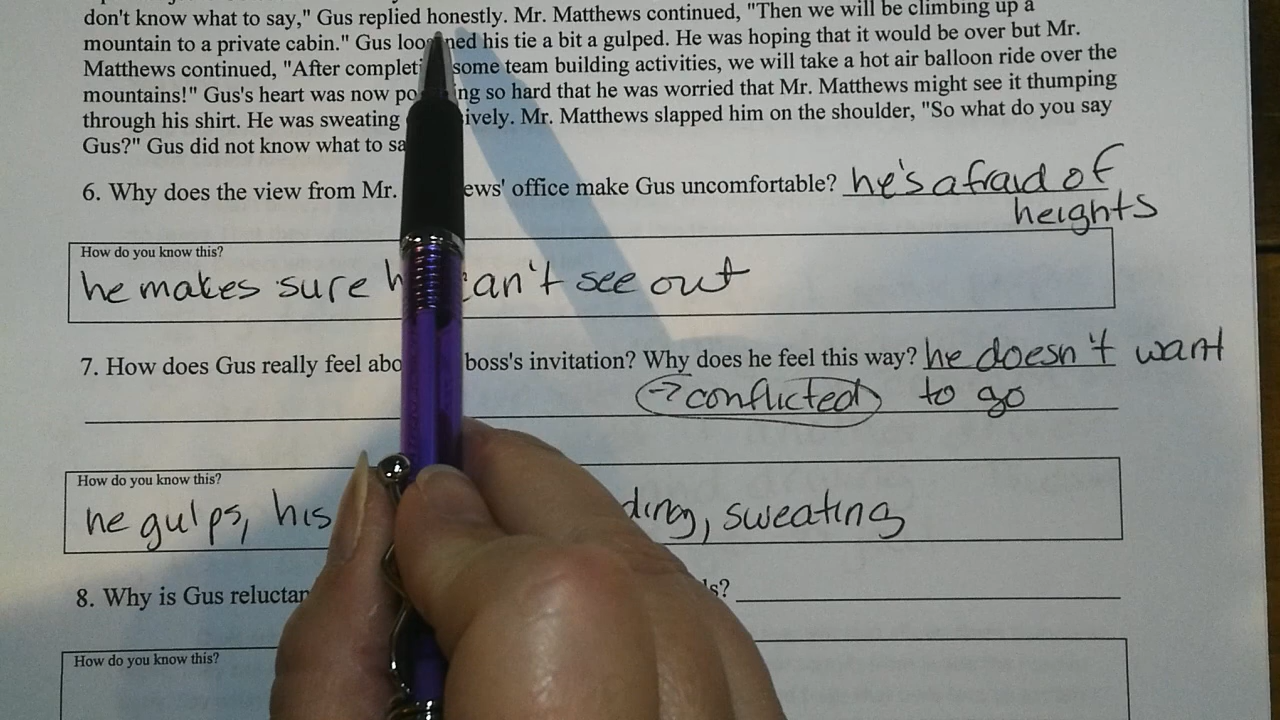 don't know what to say," Gus replied honestly. Mr. Matthews continued, "Then we will be climbing up a
mountain to a private cabin." Gus loo ned his tie a bit a gulped. He was hoping that it would be over but Mr.
Matthews continued, "After completi some team building activities, we will take a hot air balloon ride over the
mountains!" Gus's heart was now po ing so hard that he was worried that Mr. Matthews might see it thumping
through his shirt. He was sweating ively. Mr. Matthews slapped him on the shoulder, "So what do you say
Gus?" Gus did not know what to sa
6. Why does the view from Mr. ews' office make Gus uncomfortable? he's afraid of
heights
How do you know this?
he makes sure h can't see out
7. How does Gus really feel abo boss's invitation? Why does he feel this way? he doesn't want
→ conflicted to go
How do you know this?
he gulps, his ding, sweating
8. Why is Gus reluctan ls?
How do you know this?